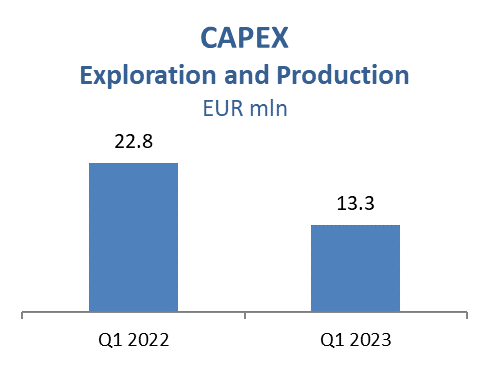 CAPEX
Exploration and Production
EUR mln
22.8
13.3
Q1 2022
Q1 2023